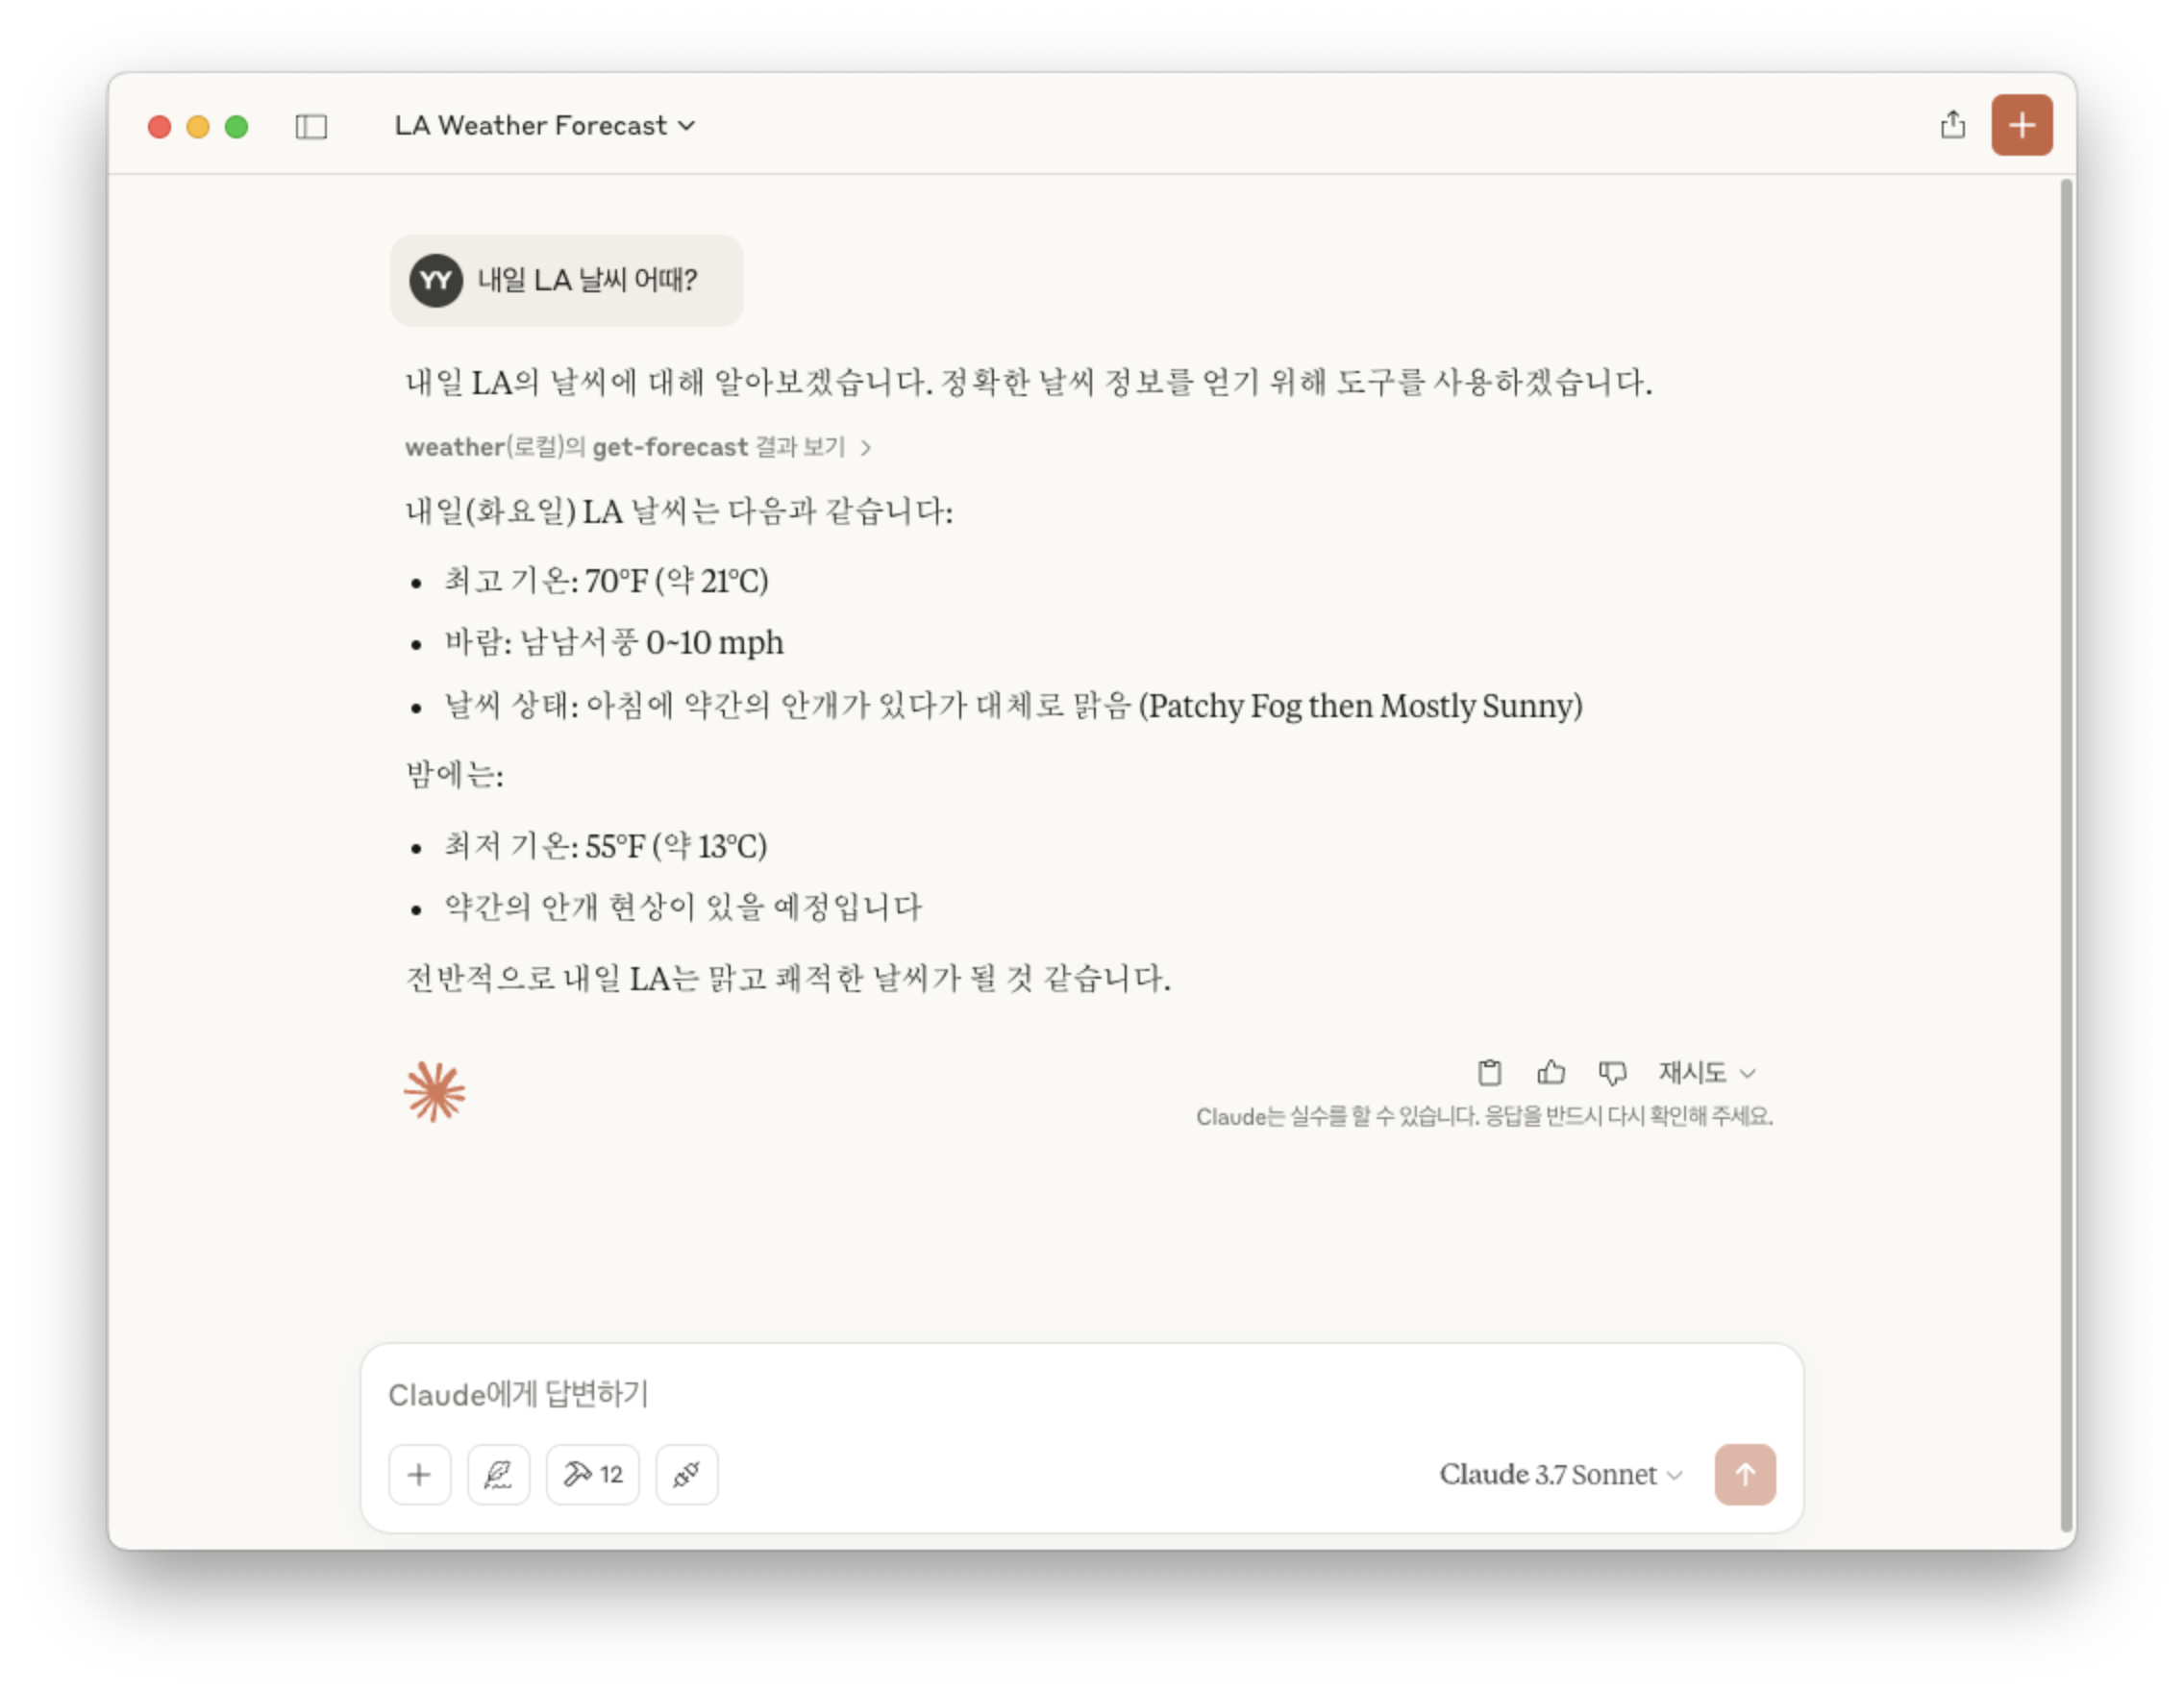 LA Weather Forecast
YY 내일 LA 날씨 어때?
내일 LA의 날씨에 대해 알아보겠습니다. 정확한 날씨 정보를 얻기 위해 도구를 사용하겠습니다.
weather(로컬)의 get-forecast 결과 보기
내일(화요일) LA 날씨는 다음과 같습니다:
• 최고 기온: 70°F (약 21°C)
• 바람: 남남서풍 0~10 mph
• 날씨 상태: 아침에 약간의 안개가 있다가 대체로 맑음 (Patchy Fog then Mostly Sunny)
밤에는:
• 최저 기온: 55°F (약 13°C)
• 약간의 안개 현상이 있을 예정입니다
전반적으로 내일 LA는 맑고 쾌적한 날씨가 될 것 같습니다.
재시도
Claude는 실수를 할 수 있습니다. 응답을 반드시 다시 확인해 주세요.
Claude에게 답변하기
12
Claude 3.7 Sonnet